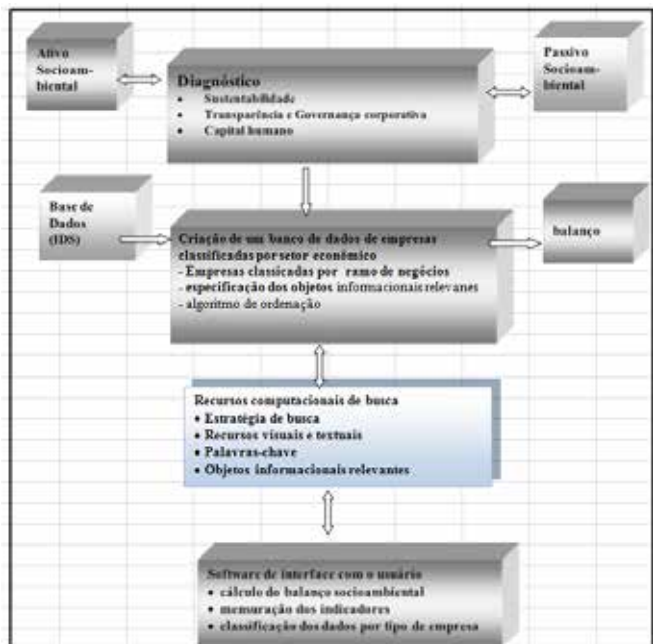 Ativo
Socioam-
biental
Diagnóstico
• Sustentabilidade
• Transparência e Governança corporativa
• Capital humano
Passivo
Socioam-
biental
Base de
Dados
(IDS)
Criação de um banco de dados de empresas
classificadas por setor econômico
- Empresas classicadas por ramo de negócios
- especificação dos objetos informacionais relevanes
- algoritmo de ordenação
balanço
Recursos computacionais de busca
• Estratégia de busca
• Recursos visuais e textuais
• Palavras-chave
• Objetos informacionais relevantes
Software de interface com o usuário
• cálculo do balanço socioambiental
• memuração dos indicadores
• classificação dos dados por tipo de empresa